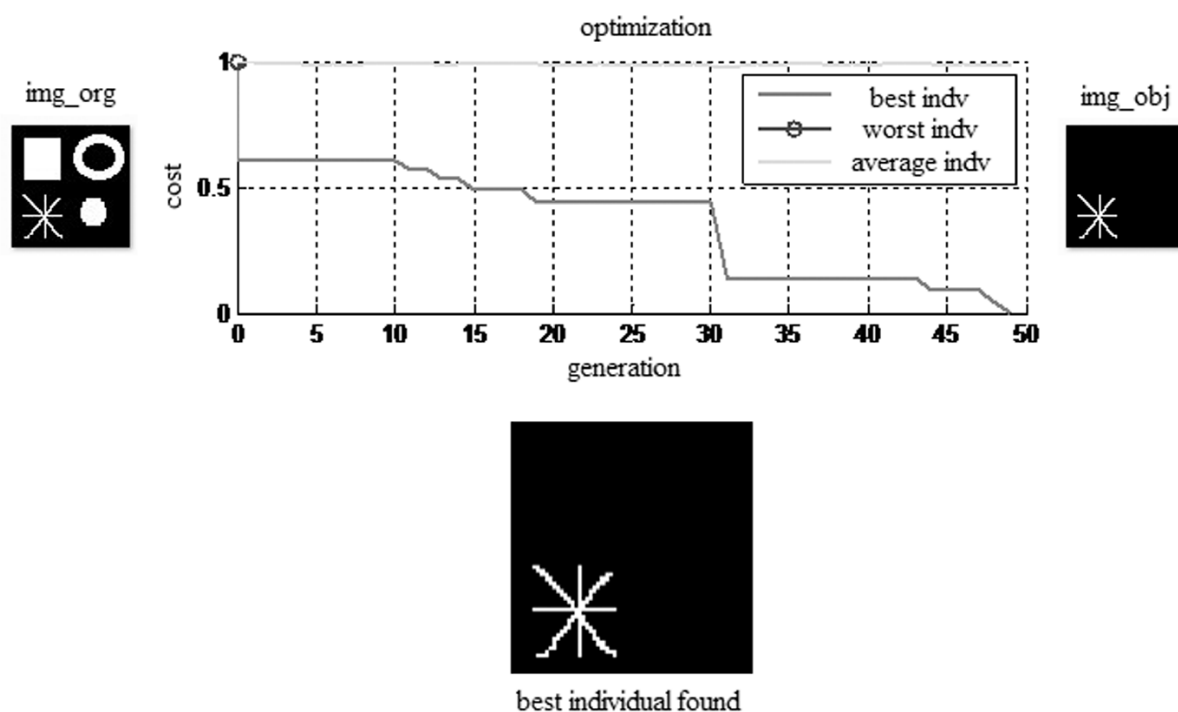 optimization
img_org
img_obj
1
0.5
0
cost
best indv
worst indv
average indv
0 5 10 15 20 25 30 35 40 45 50
generation
best individual found